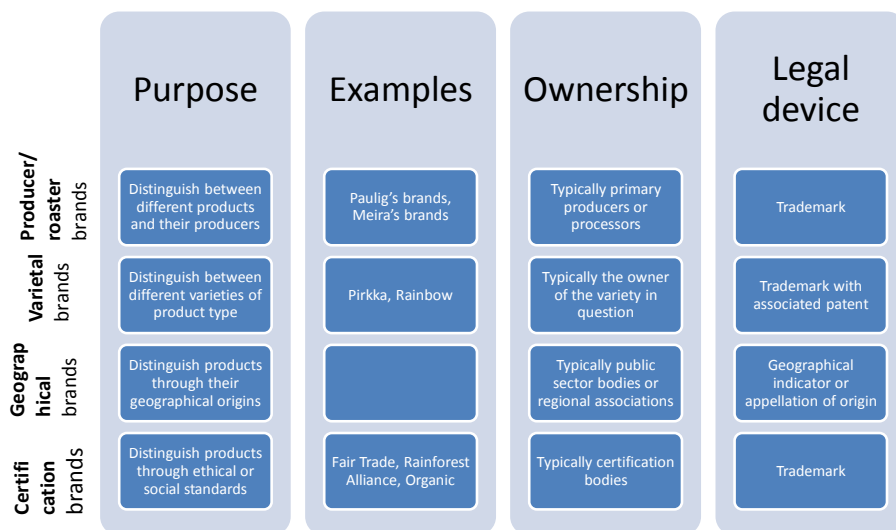 Purpose
Examples
Ownership
Legal
device
Producer/
roaster
brands
Distinguish between
different products
and their producers
Paulig's brands,
Meira's brands
Typically primary
producers or
processors
Trademark
Varietal
brands
Distinguish between
different varieties of
product type
Pirkka, Rainbow
Typically the owner
of the variety in
question
Trademark with
associated patent
Geograp
hical
brands
Distinguish products
through their
geographical origins
Typically public
sector bodies or
regional associations
Geographical
indicator or
appellation of origin
Certifi
cation
brands
Distinguish products
through ethical or
social standards
Fair Trade, Rainforest
Alliance, Organic
Typically certification
bodies
Trademark